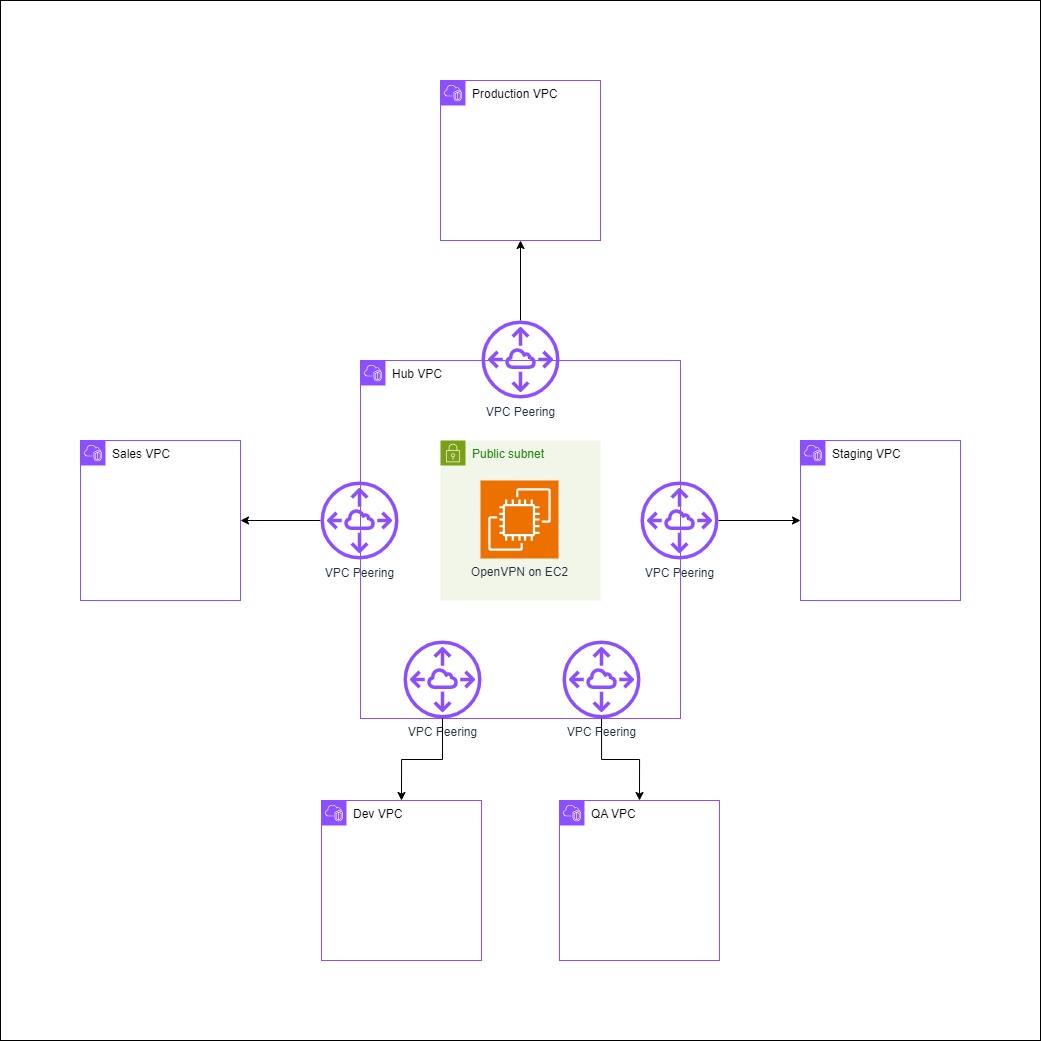 Production VPC
Hub VPC
VPC Peering
Sales VPC
Public subnet
Staging VPC
VPC Peering
OpenVPN on EC2
VPC Peering
VPC Peering
VPC Peering
Dev VPC
QA VPC